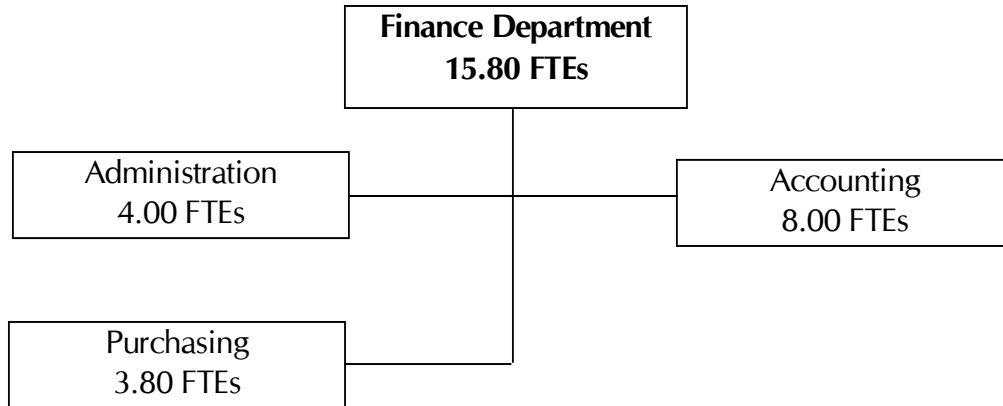 Finance Department
15.80 FTEs
Administration
4.00 FTEs
Accounting
8.00 FTEs
Purchasing
3.80 FTEs